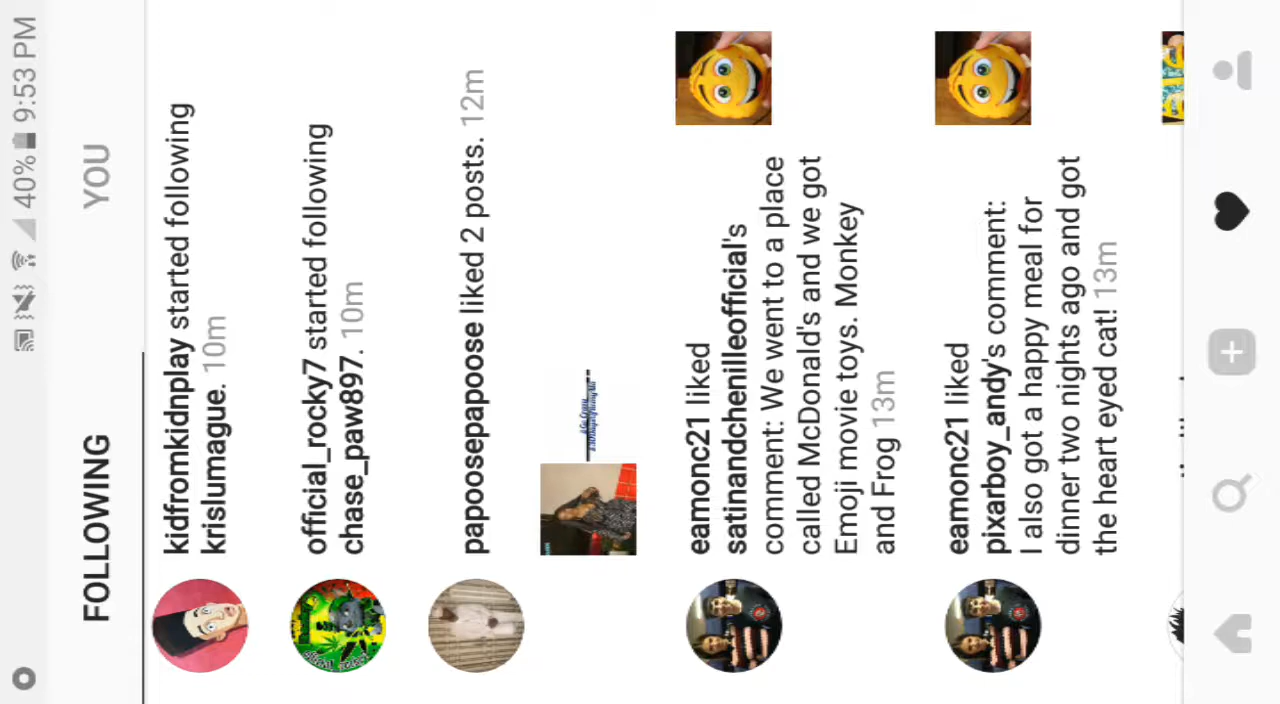 40% 9:53 PM
FOLLOWING YOU
kidfromkidnplay started following
krislumague. 10m
official_rocky7 started following
chase_paw897. 10m
papoosepapoose liked 2 posts. 12m
eamonc21 liked
satinandchenilleofficial's
comment: We went to a place
called McDonald's and we got
Emoji movie toys. Monkey
and Frog 13m
eamonc21 liked
pixarboy_andy's comment:
I also got a happy meal for
dinner two nights ago and got
the heart eyed cat! 13m